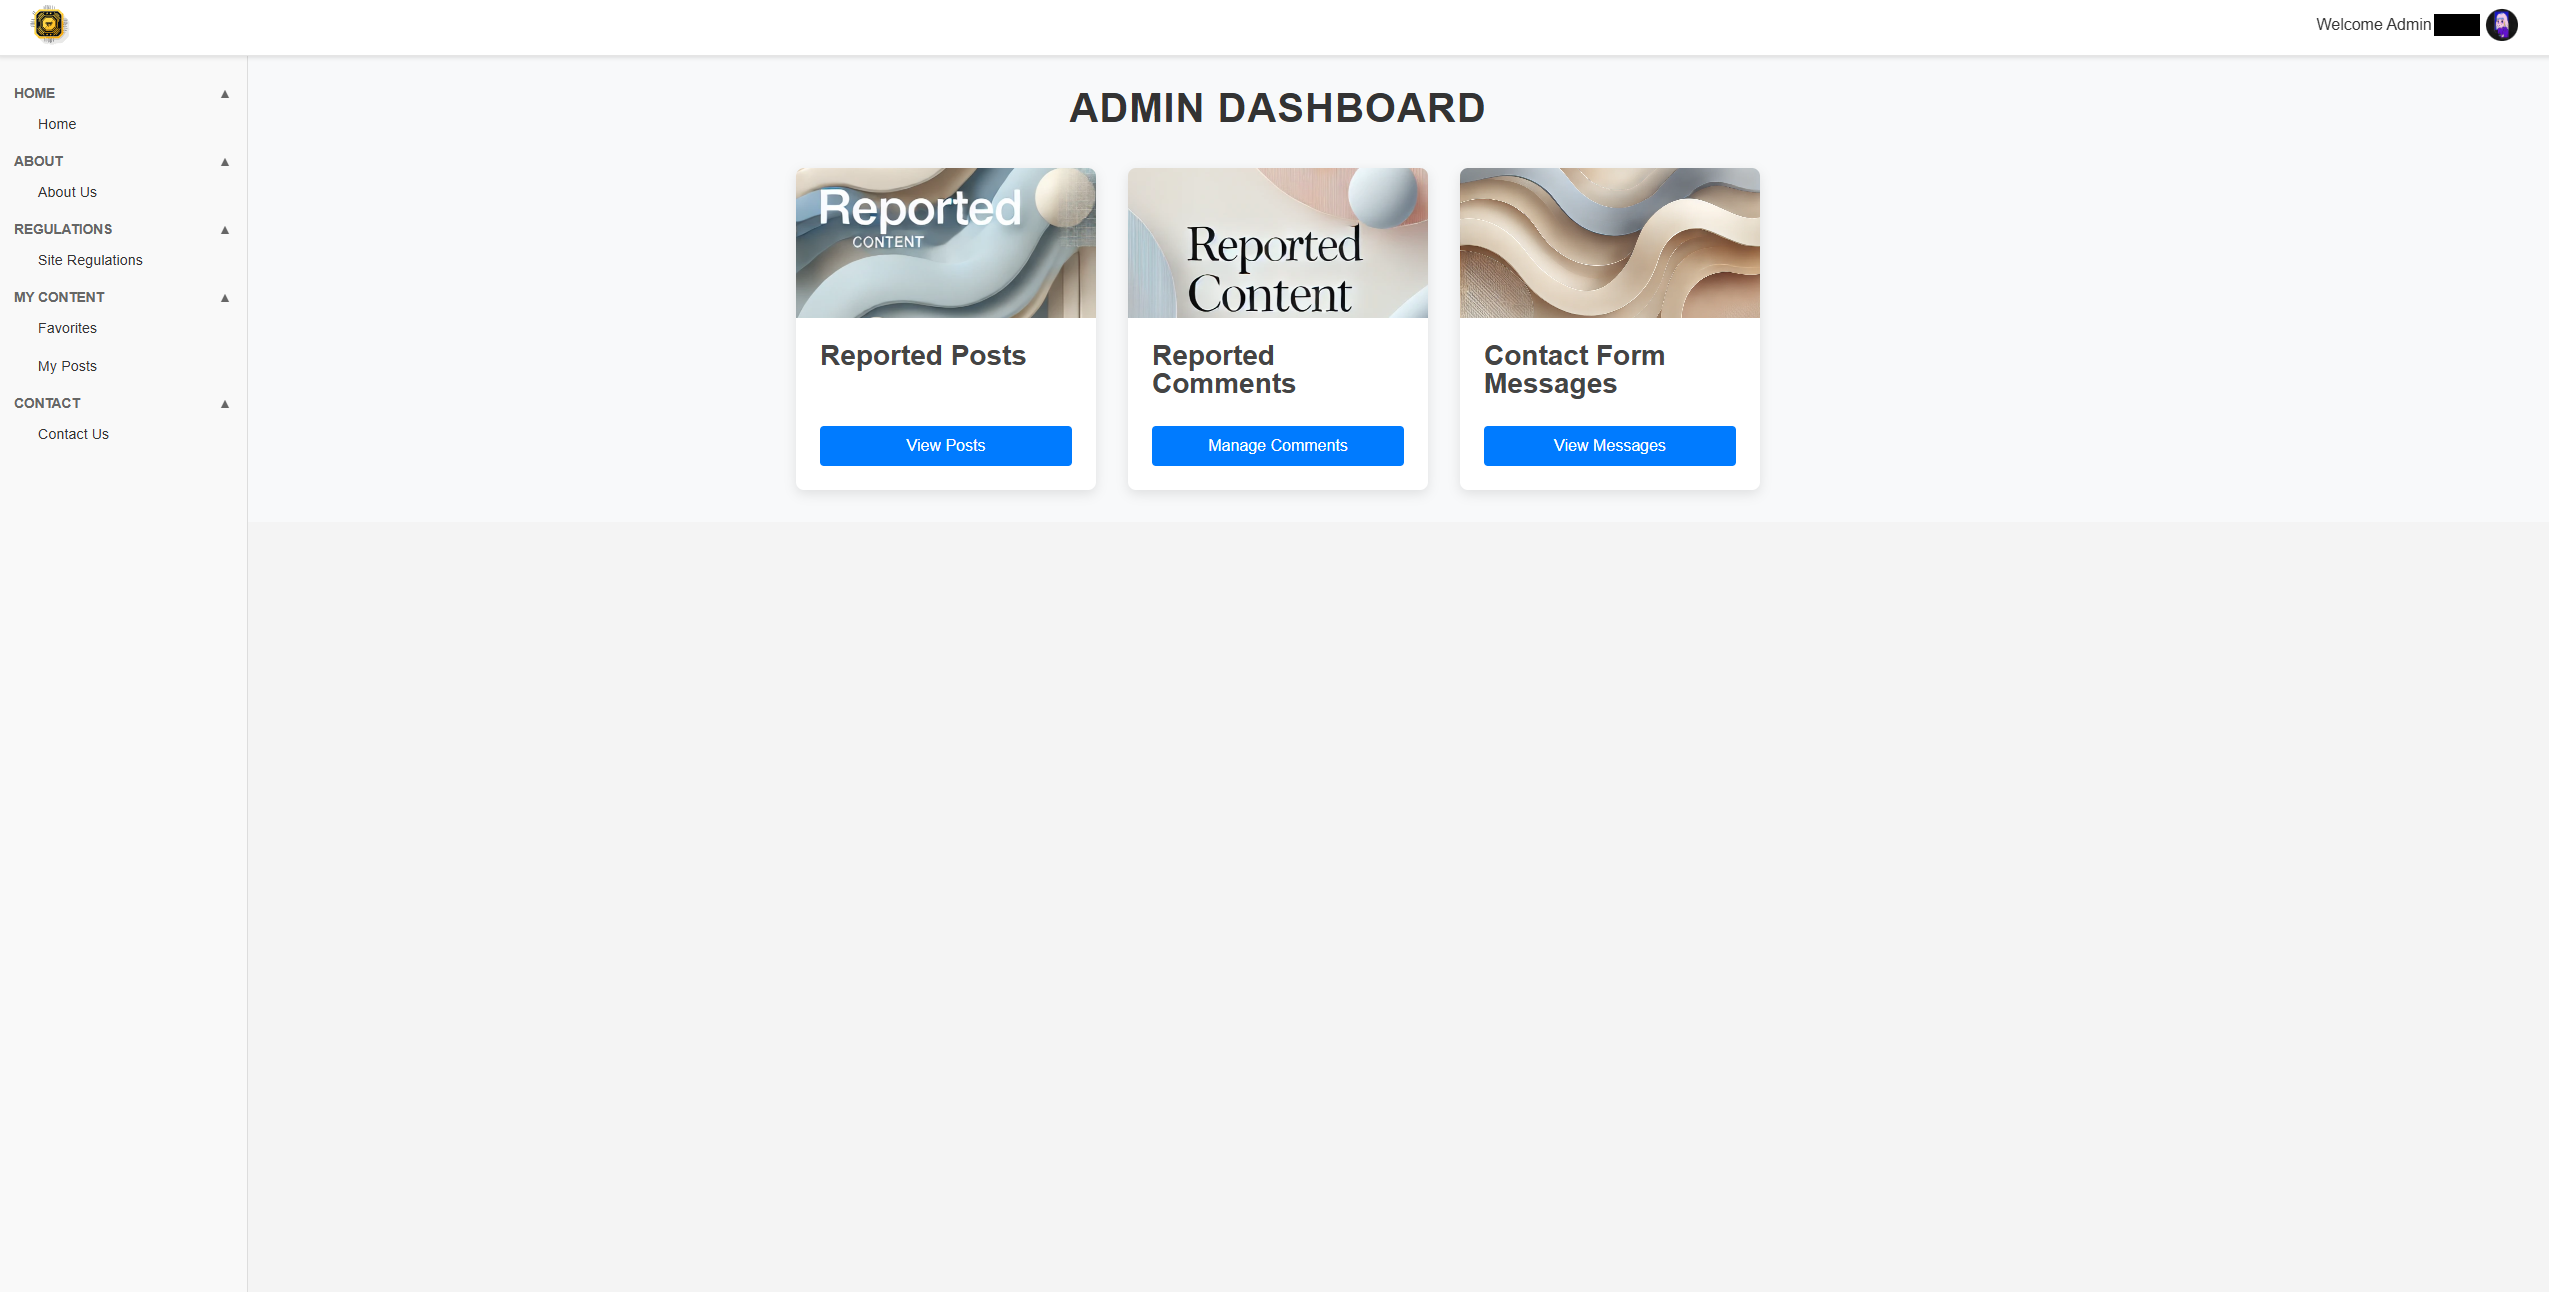 Welcome Admin
HOME ▲
Home
ABOUT ▲
About Us
REGULATIONS ▲
Site Regulations
MY CONTENT ▲
Favorites
My Posts
CONTACT ▲
Contact Us
ADMIN DASHBOARD
Reported
CONTENT
Reported Posts
View Posts
Reported
Content
Reported
Comments
Manage Comments
Contact Form
Messages
View Messages